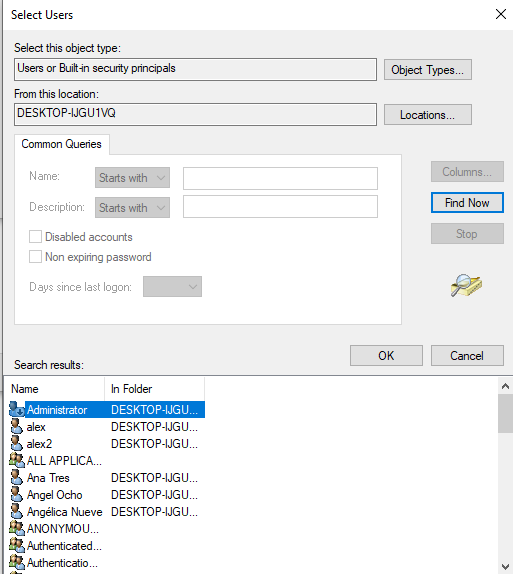 Select Users
Select this object type:
Users or Built-in security principals
Object Types...
From this location:
DESKTOP-IJGU1VQ
Locations...
Common Queries
Name:
Starts with
Columns...
Description:
Starts with
Find Now
Disabled accounts
Stop
Non expiring password
Days since last logon:
OK
Cancel
Search results:
Name In Folder
Administrator DESKTOP-IJGU...
alex DESKTOP-IJGU...
alex2 DESKTOP-IJGU...
ALL APPLICA...
Ana Tres DESKTOP-IJGU...
Angel Ocho DESKTOP-IJGU...
Angélica Nueve DESKTOP-IJGU...
ANONYMOU...
Authenticated...
Authenticatio...